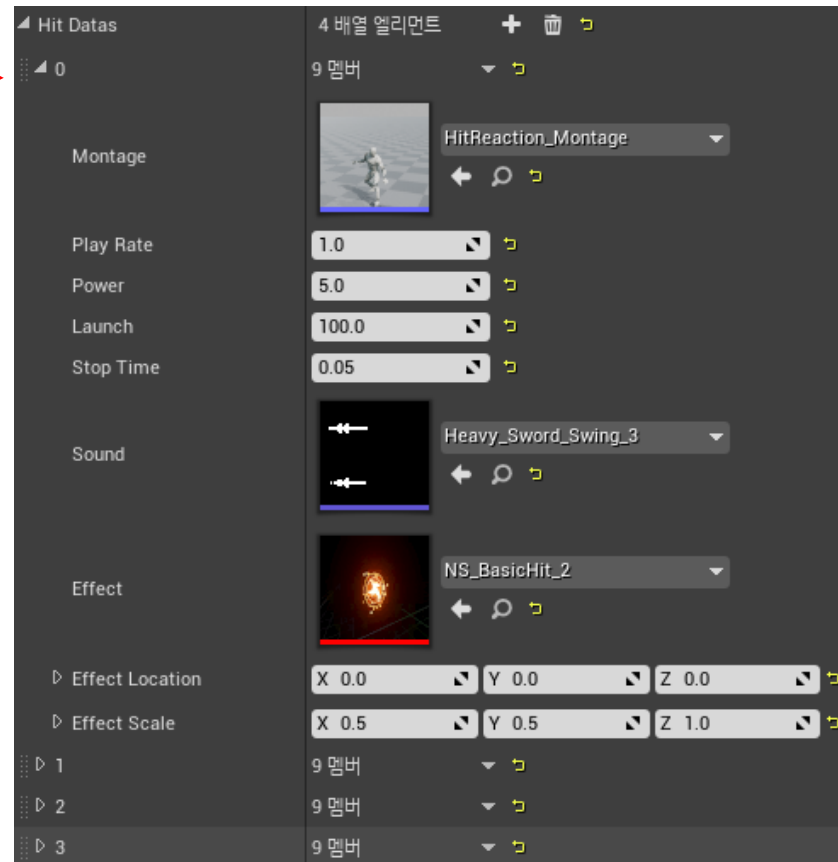 Hit Datas 4 배열 엘리먼트
0 9 멤버
Montage HitReaction_Montage
Play Rate 1.0
Power 5.0
Launch 100.0
Stop Time 0.05
Sound Heavy_Sword_Swing_3
Effect NS_BasicHit_2
Effect Location X 0.0 Y 0.0 Z 0.0
Effect Scale X 0.5 Y 0.5 Z 1.0
1 9 멤버
2 9 멤버
3 9 멤버